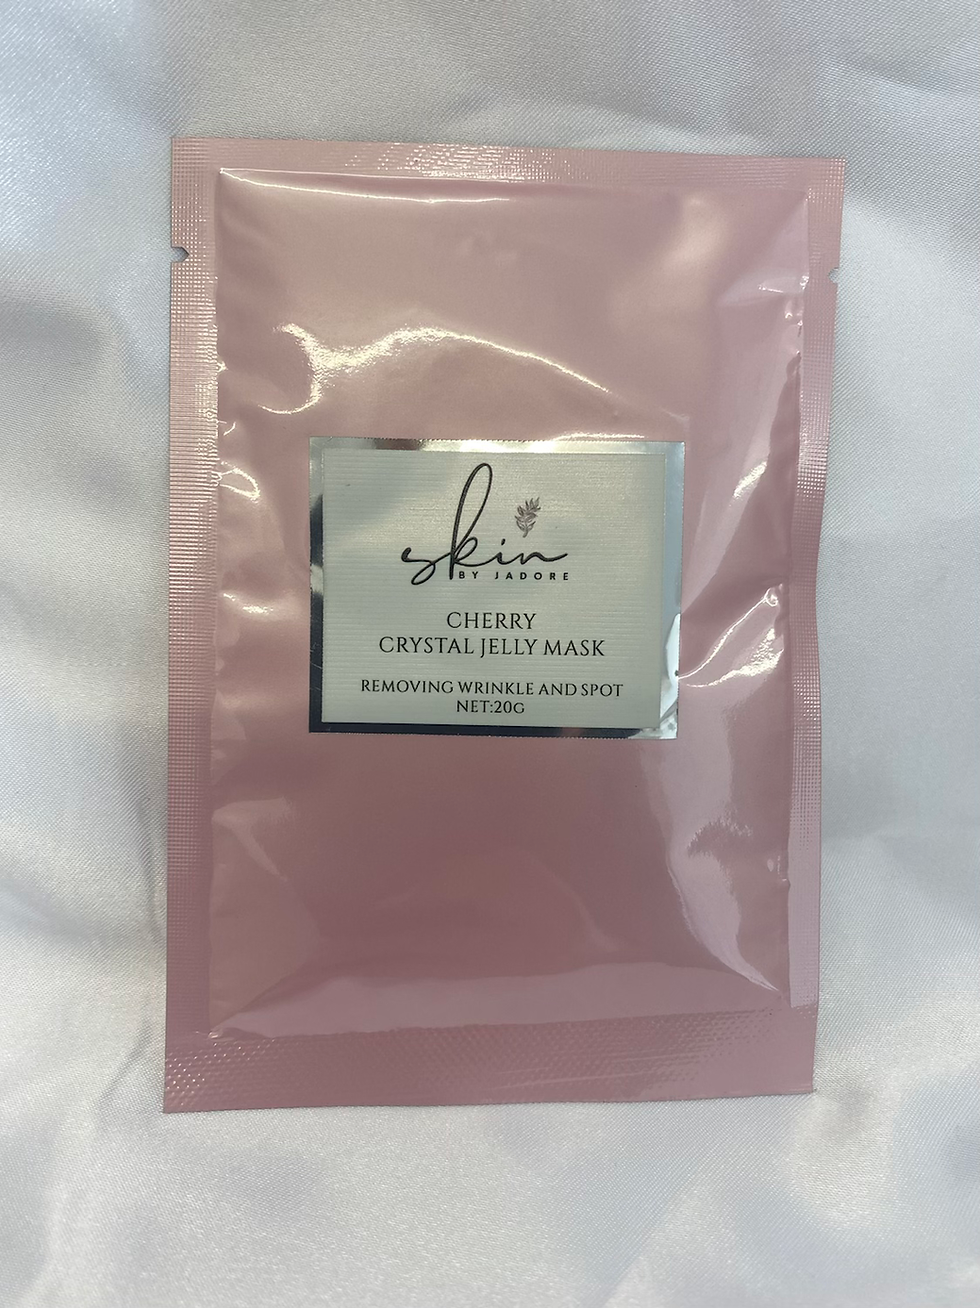 skin
BY JADORE
CHERRY
CRYSTAL JELLY MASK
REMOVING WRINKLE AND SPOT
NET:20G